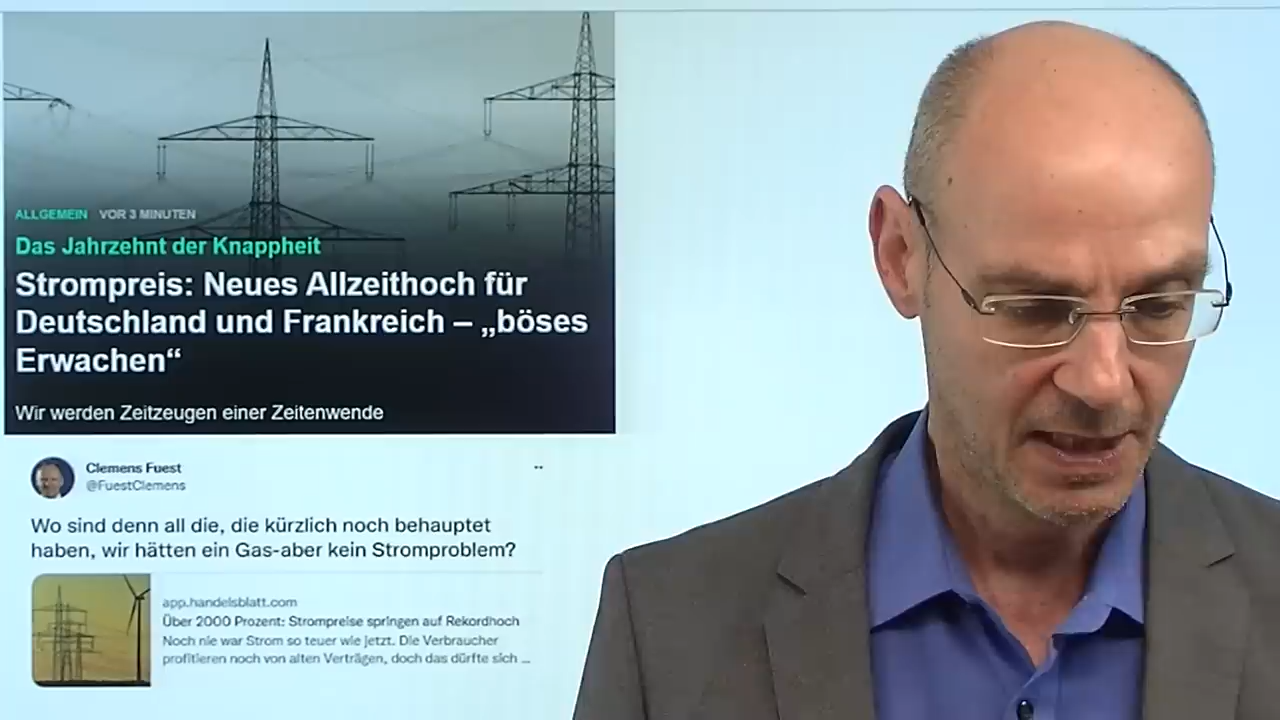 ALLGEMEIN VOR 3 MINUTEN
Das Jahrzehnt der Knappheit
Strompreis: Neues Allzeithoch für
Deutschland und Frankreich – „böses
Erwachen“
Wir werden Zeitzeugen einer Zeitenwende
Clemens Fuest
@FuestClemens
Wo sind denn all die, die kürzlich noch behauptet
haben, wir hätten ein Gas-aber kein Stromproblem?
app.handelsblatt.com
Über 2000 Prozent: Strompreise springen auf Rekordhoch
Noch nie war Strom so teuer wie jetzt. Die Verbraucher
profitieren noch von alten Verträgen, doch das dürfte sich ...